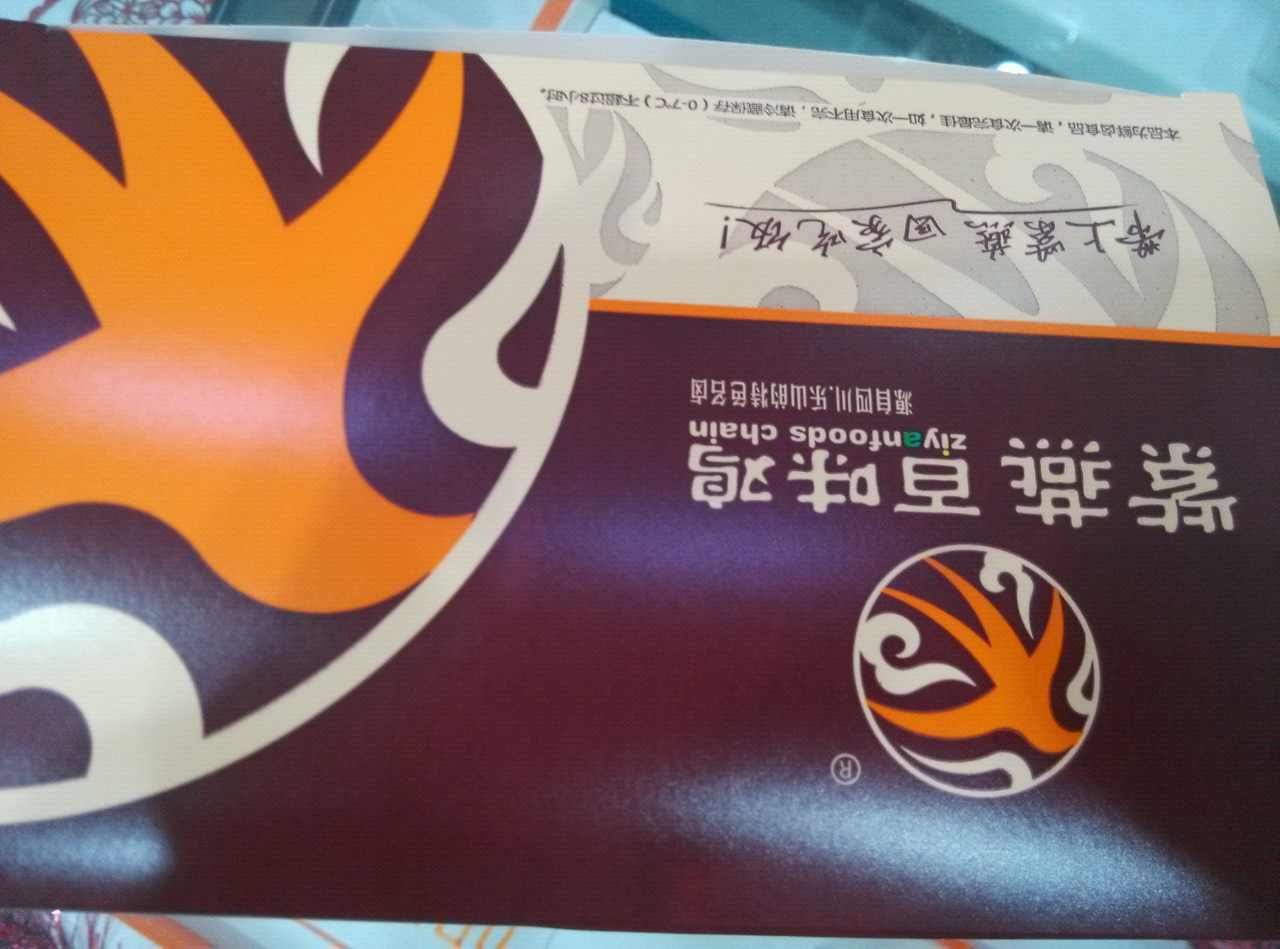 ®
紫燕百味鸡
ziyanfoods chain
源自四川.乐山的特色名卤
带上紫燕 回家吃饭!
本品为鲜卤食品,请一次食完最佳,如一次食用不完,请冷藏保存(0-7℃)不超过8小时。